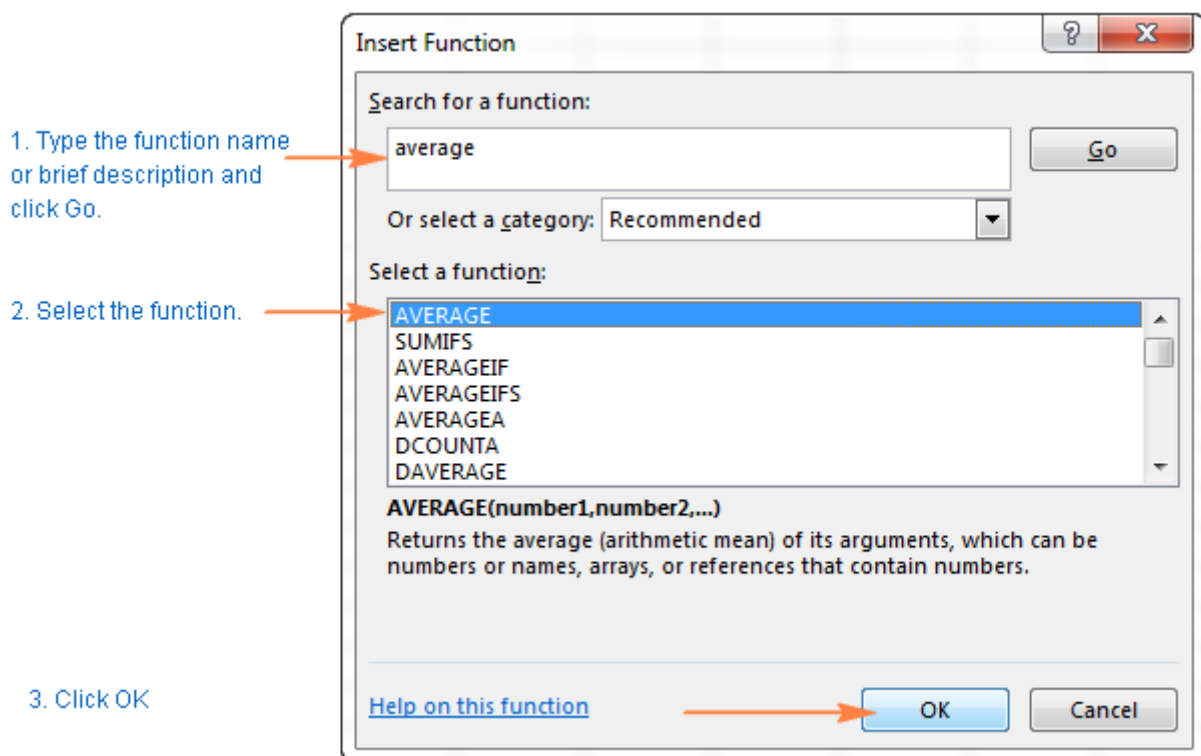 Insert Function
Search for a function:
1. Type the function name
or brief description and
click Go.
average
Go
Or select a category: Recommended
Select a function:
2. Select the function.
AVERAGE
SUMIFS
AVERAGEIF
AVERAGEIFS
AVERAGEA
DCOUNTA
DAVERAGE
AVERAGE(number1,number2,...)
Returns the average (arithmetic mean) of its arguments, which can be
numbers or names, arrays, or references that contain numbers.
3. Click OK
Help on this function
OK
Cancel